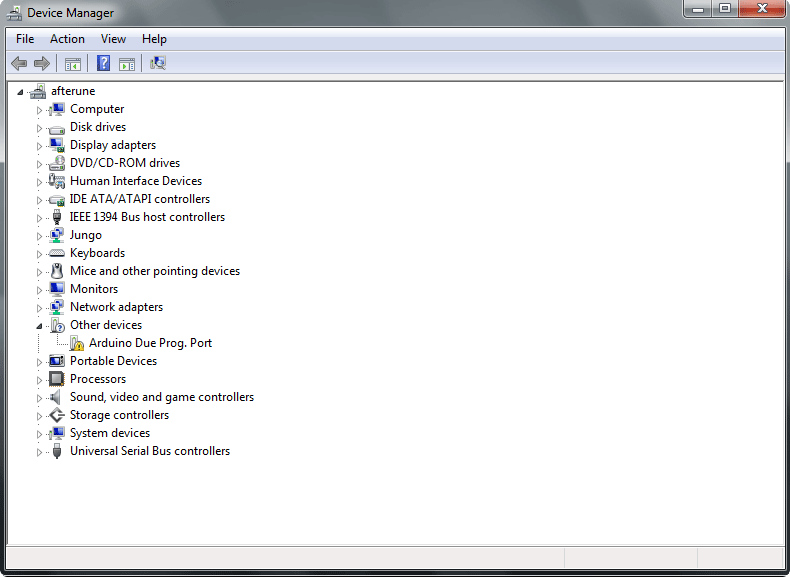 Device Manager
File Action View Help
afterune
Computer
Disk drives
Display adapters
DVD/CD-ROM drives
Human Interface Devices
IDE ATA/ATAPI controllers
IEEE 1394 Bus host controllers
Jungo
Keyboards
Mice and other pointing devices
Monitors
Network adapters
Other devices
Arduino Due Prog. Port
Portable Devices
Processors
Sound, video and game controllers
Storage controllers
System devices
Universal Serial Bus controllers